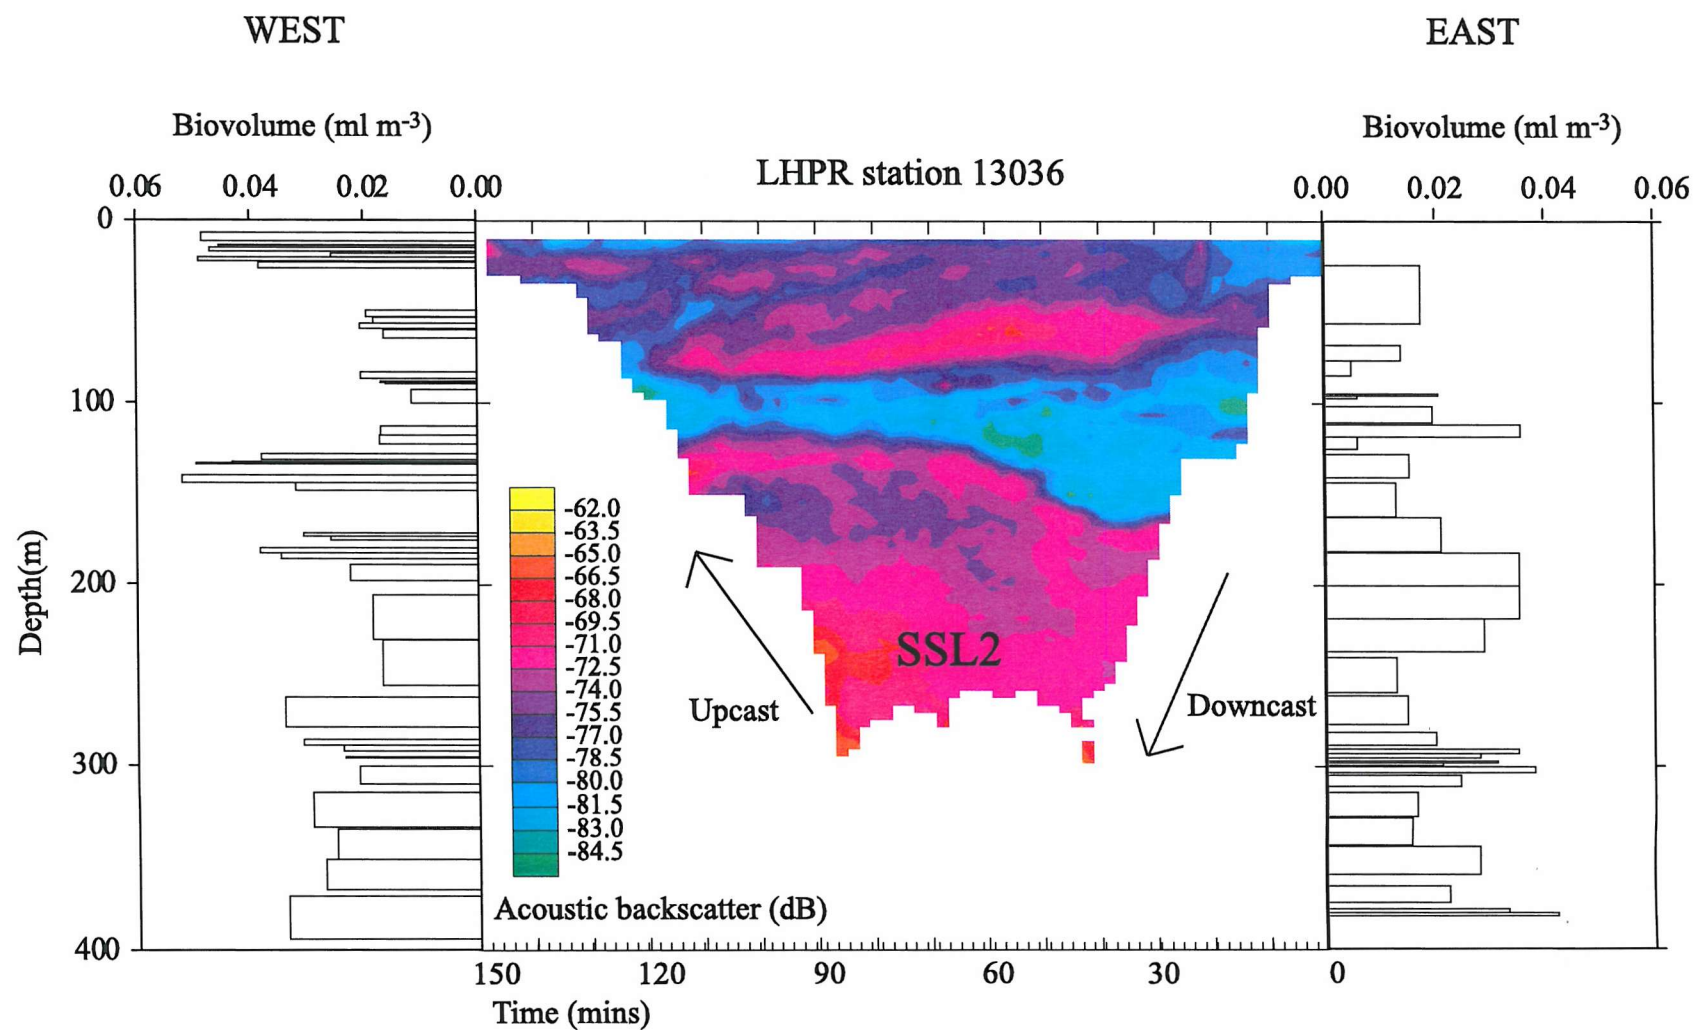 WEST
EAST
Biovolume (ml m-3)
Biovolume (ml m-3)
LHPR station 13036
0.06 0.04 0.02 0.00
0.00 0.02 0.04 0.06
0
100
200
300
400
Depth(m)
-62.0
-63.5
-65.0
-66.5
-68.0
-69.5
-71.0
-72.5
-74.0
-75.5
-77.0
-78.5
-80.0
-81.5
-83.0
-84.5
SSL2
Upcast
Downcast
Acoustic backscatter (dB)
150 120 90 60 30 0
Time (mins)